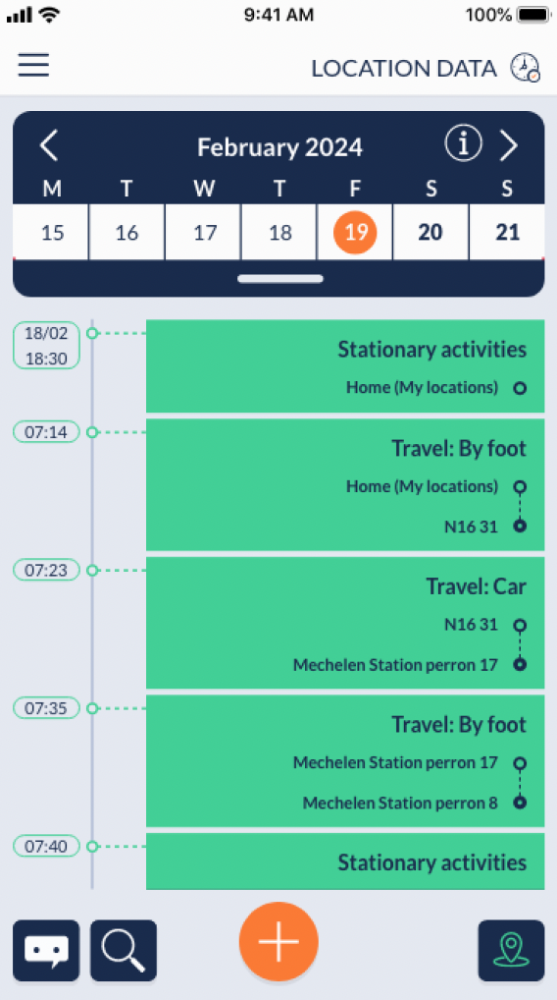 9:41 AM 100%
LOCATION DATA
February 2024 i
M T W T F S S
15 16 17 18 19 20 21
18/02
18:30
Stationary activities
Home (My locations)
07:14
Travel: By foot
Home (My locations)
N16 31
07:23
Travel: Car
N16 31
Mechelen Station perron 17
07:35
Travel: By foot
Mechelen Station perron 17
Mechelen Station perron 8
07:40
Stationary activities